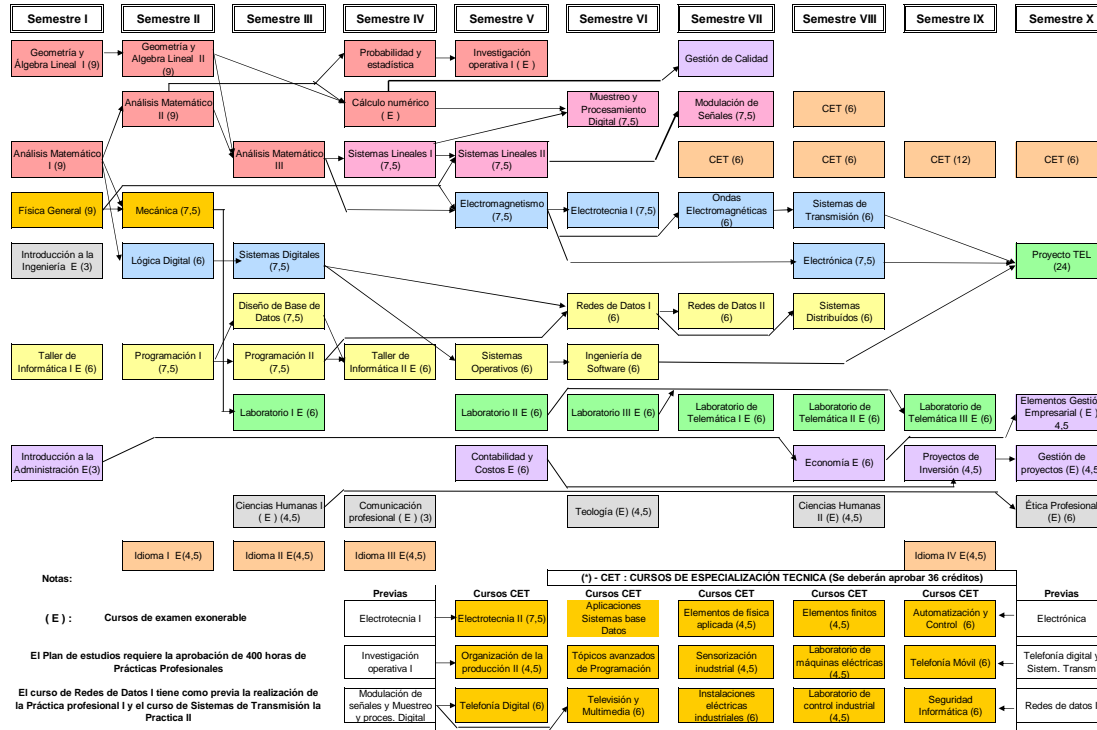 Semestre I
Semestre II
Semestre III
Semestre IV
Semestre V
Semestre VI
Semestre VII
Semestre VIII
Semestre IX
Semestre X
Geometría y
Álgebra Lineal I (9)
Geometría y
Algebra Lineal II
(9)
Probabilidad y
estadística
Investigación
operativa I ( E )
Gestión de Calidad
Análisis Matemático
II (9)
Cálculo numérico
( E )
Muestreo y
Procesamiento
Digital (7,5)
Modulación de
Señales (7,5)
CET (6)
Análisis Matemático
I (9)
Análisis Matemático
III
Sistemas Lineales I
(7,5)
Sistemas Lineales II
(7,5)
CET (6)
CET (6)
CET (12)
CET (6)
Física General (9)
Mecánica (7,5)
Electromagnetismo
(7,5)
Electrotecnia I (7,5)
Ondas
Electromagnéticas
(6)
Sistemas de
Transmisión (6)
Introducción a la
Ingeniería E (3)
Lógica Digital (6)
Sistemas Digitales
(7,5)
Electrónica (7,5)
Proyecto TEL
(24)
Diseño de Base de
Datos (7,5)
Redes de Datos I
(6)
Redes de Datos II
(6)
Sistemas
Distribuídos (6)
Taller de
Informática I E (6)
Programación I
(7,5)
Programación II
(7,5)
Taller de
Informática II E (6)
Sistemas
Operativos (6)
Ingeniería de
Software (6)
Laboratorio I E (6)
Laboratorio II E (6)
Laboratorio III E (6)
Laboratorio de
Telemática I E (6)
Laboratorio de
Telemática II E (6)
Laboratorio de
Telemática III E (6)
Elementos Gestió
Empresarial ( E )
4,5
Introducción a la
Administración E(3)
Contabilidad y
Costos E (6)
Economía E (6)
Proyectos de
Inversión (4,5)
Gestión de
proyectos (E) (4,5
Ciencias Humanas I
( E ) (4,5)
Comunicación
profesional ( E ) (3)
Teología (E) (4,5)
Ciencias Humanas
II (E) (4,5)
Ética Profesional
(E) (6)
Idioma I E(4,5)
Idioma II E(4,5)
Idioma III E(4,5)
Idioma IV E(4,5)
Notas:
(*) - CET : CURSOS DE ESPECIALIZACIÓN TECNICA (Se deberán aprobar 36 créditos)
Previas
Cursos CET
Cursos CET
Cursos CET
Cursos CET
Cursos CET
Previas
( E ) :
Cursos de examen exonerable
Electrotecnia I
Electrotecnia II (7,5)
Aplicaciones
Sistemas base
Datos
Elementos de física
aplicada (4,5)
Elementos finitos
(4,5)
Automatización y
Control (6)
Electrónica
El Plan de estudios requiere la aprobación de 400 horas de
Prácticas Profesionales
Investigación
operativa I
Organización de la
producción II (4,5)
Tópicos avanzados
de Programación
Sensorización
inudstrial (4,5)
Laboratorio de
máquinas eléctricas
(4,5)
Telefonía Móvil (6)
Telefonía digital y
Sistem. Transm
El curso de Redes de Datos I tiene como previa la realización de
la Práctica profesional I y el curso de Sistemas de Transmisión la
Practica II
Modulación de
señales y Muestreo
y proces. Digital
Telefonía Digital (6)
Televisión y
Multimedia (6)
Instalaciones
eléctricas
industriales (6)
Laboratorio de
control industrial
(4,5)
Seguridad
Informática (6)
Redes de datos I